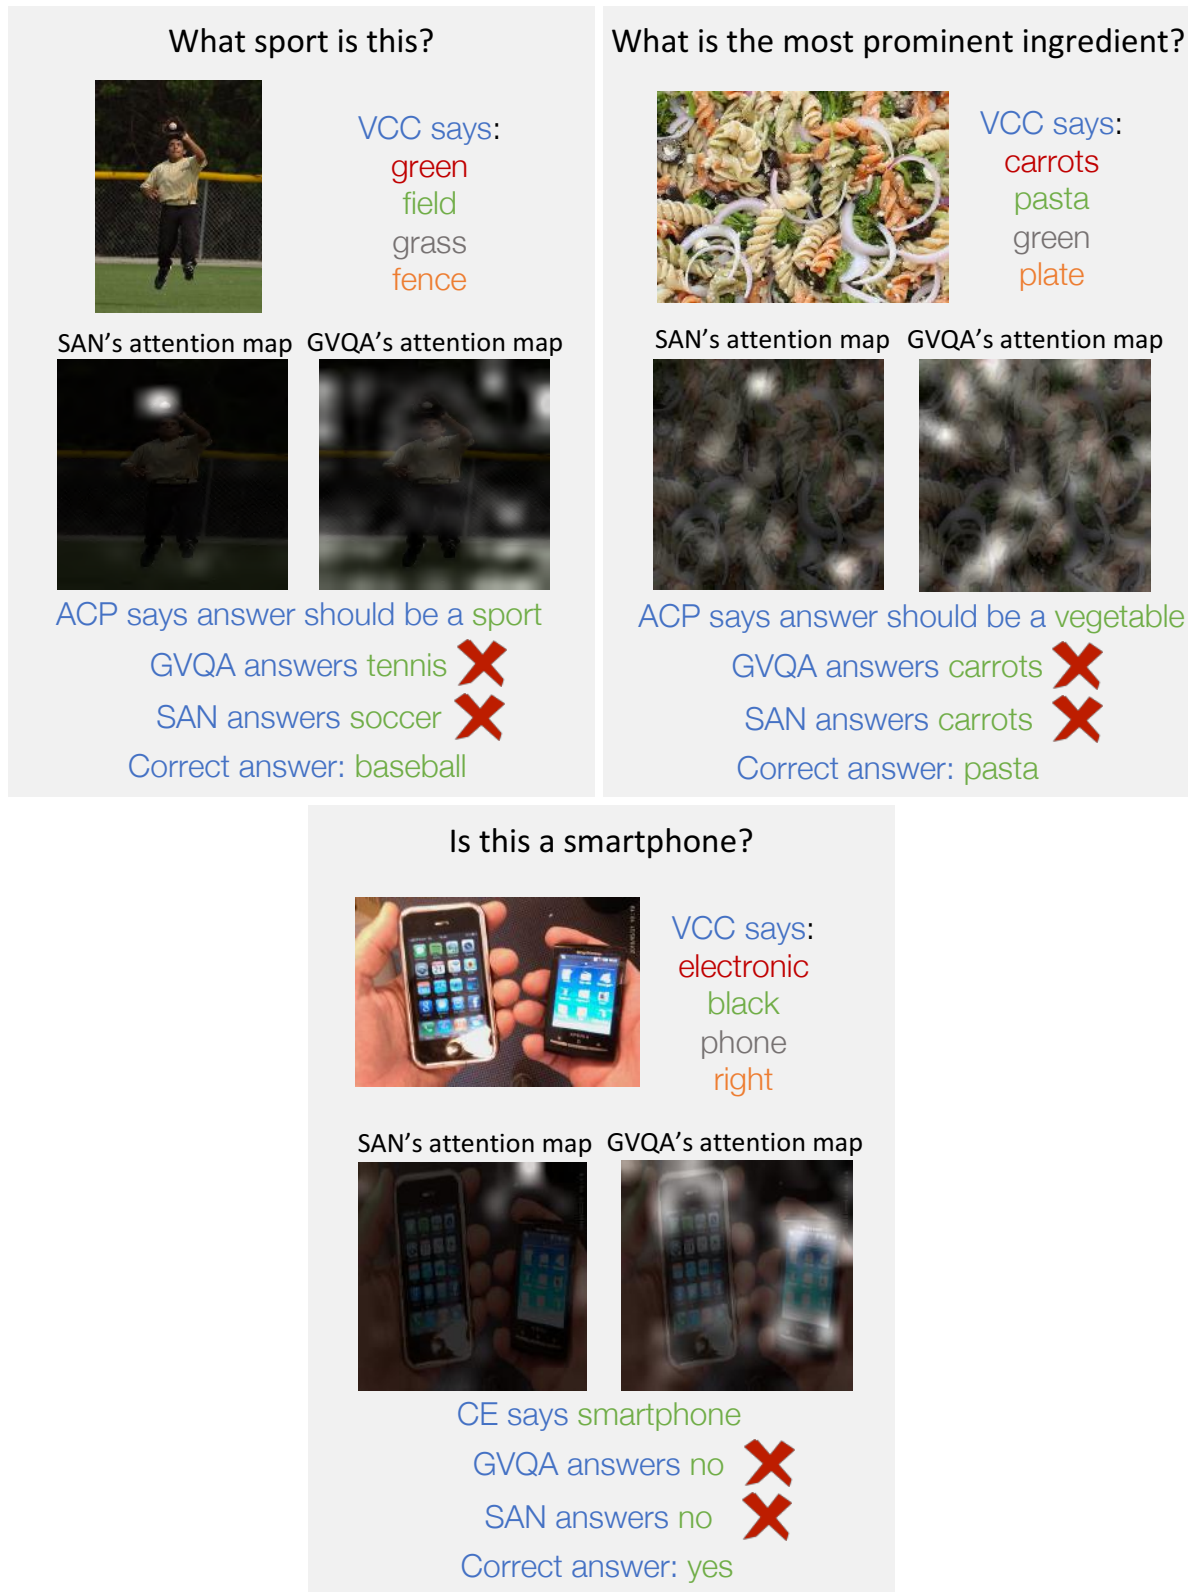 What sport is this?
VCC says:
green
field
grass
fence
SAN's attention map GVQA's attention map
ACP says answer should be a sport
GVQA answers tennis
SAN answers soccer
Correct answer: baseball
What is the most prominent ingredient?
VCC says:
carrots
pasta
green
plate
SAN's attention map GVQA's attention map
ACP says answer should be a vegetable
GVQA answers carrots
SAN answers carrots
Correct answer: pasta
Is this a smartphone?
VCC says:
electronic
black
phone
right
SAN's attention map GVQA's attention map
CE says smartphone
GVQA answers no
SAN answers no
Correct answer: yes